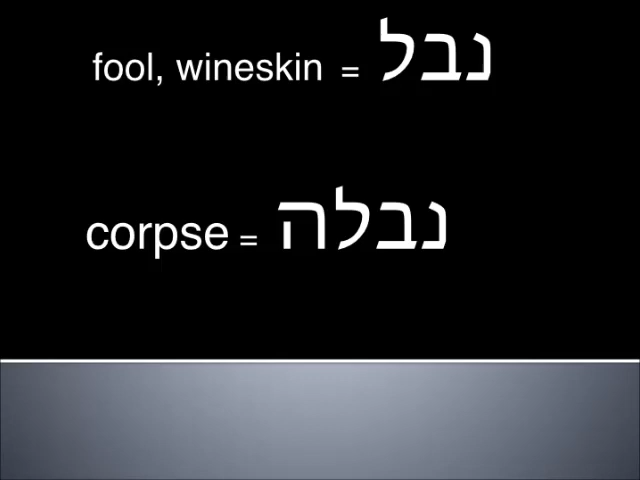 fool, wineskin = נבל
corpse = נבלה